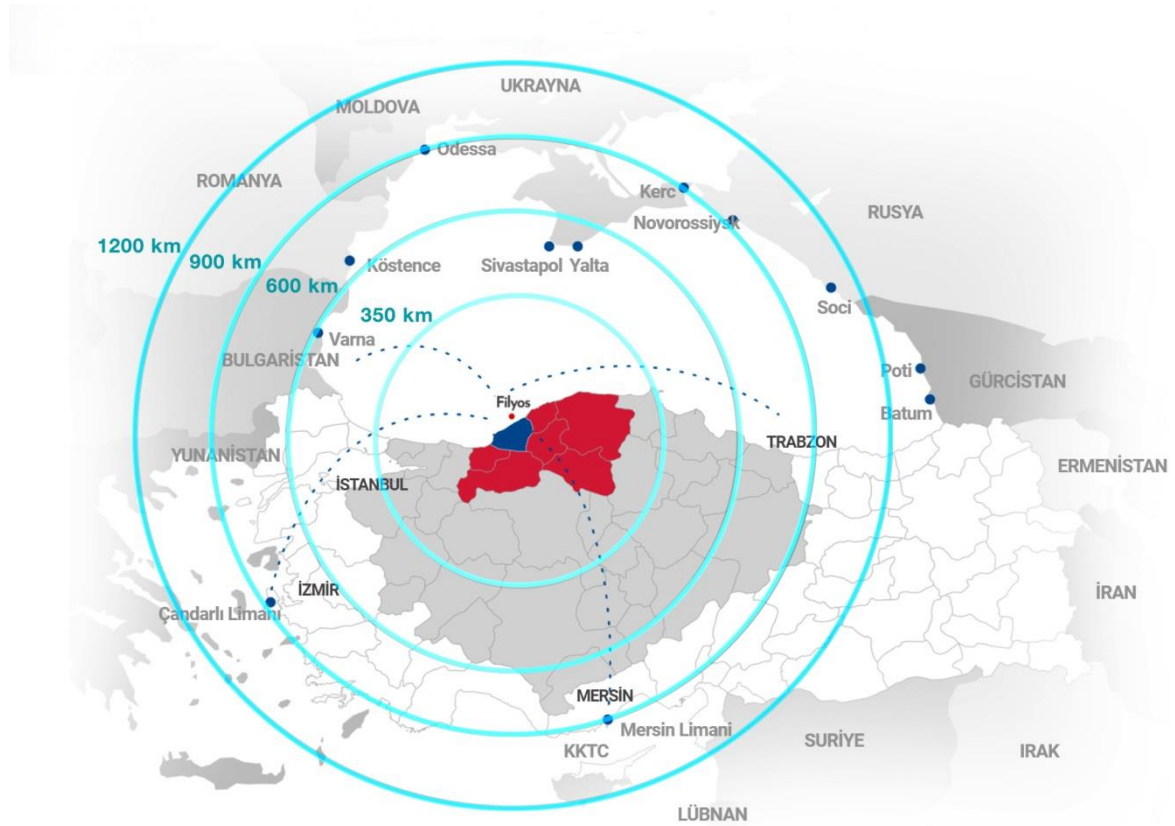 UKRAYNA
MOLDOVA
Odessa
ROMANYA
Kerc
RUSYA
Novorossiysk
1200 km
900 km
Köstence
Sivastapol Yalta
600 km
Soci
350 km
Varna
BULGARİSTAN
Poti
GÜRCİSTAN
Filyos
Batum
TRABZON
YUNANİSTAN
ERMENİSTAN
İSTANBUL
İZMİR
İRAN
Çandarlı Limanı
MERSİN
Mersin Limani
SURİYE
KKTC
IRAK
LÜBNAN